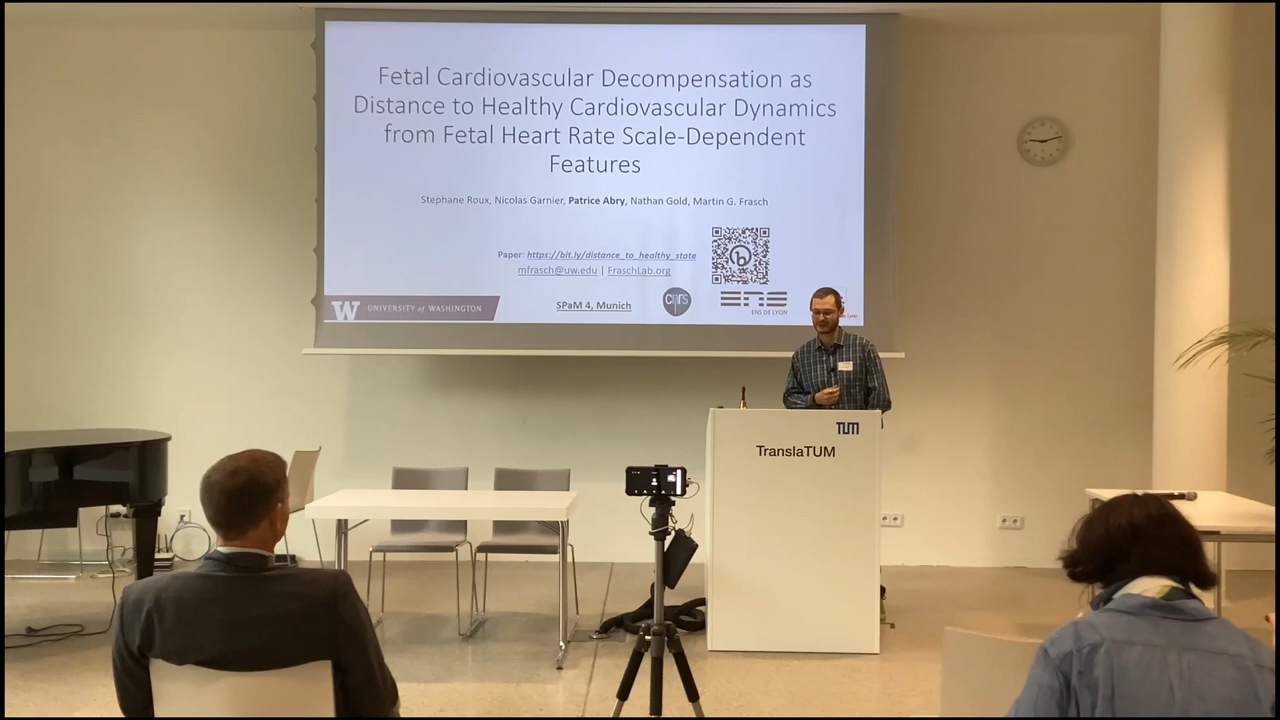 Fetal Cardiovascular Decompensation as
Distance to Healthy Cardiovascular Dynamics
from Fetal Heart Rate Scale-Dependent
Features
Stephane Roux, Nicolas Garnier, Patrice Abry, Nathan Gold, Martin G. Frasch
Paper: https://bit.ly/distance_to_healthy_state
mfrasch@uw.edu | FraschLab.org
W UNIVERSITY of WASHINGTON
SPaM 4, Munich
cnrs
ENS
ENS DE LYON
TUM
TranslaTUM